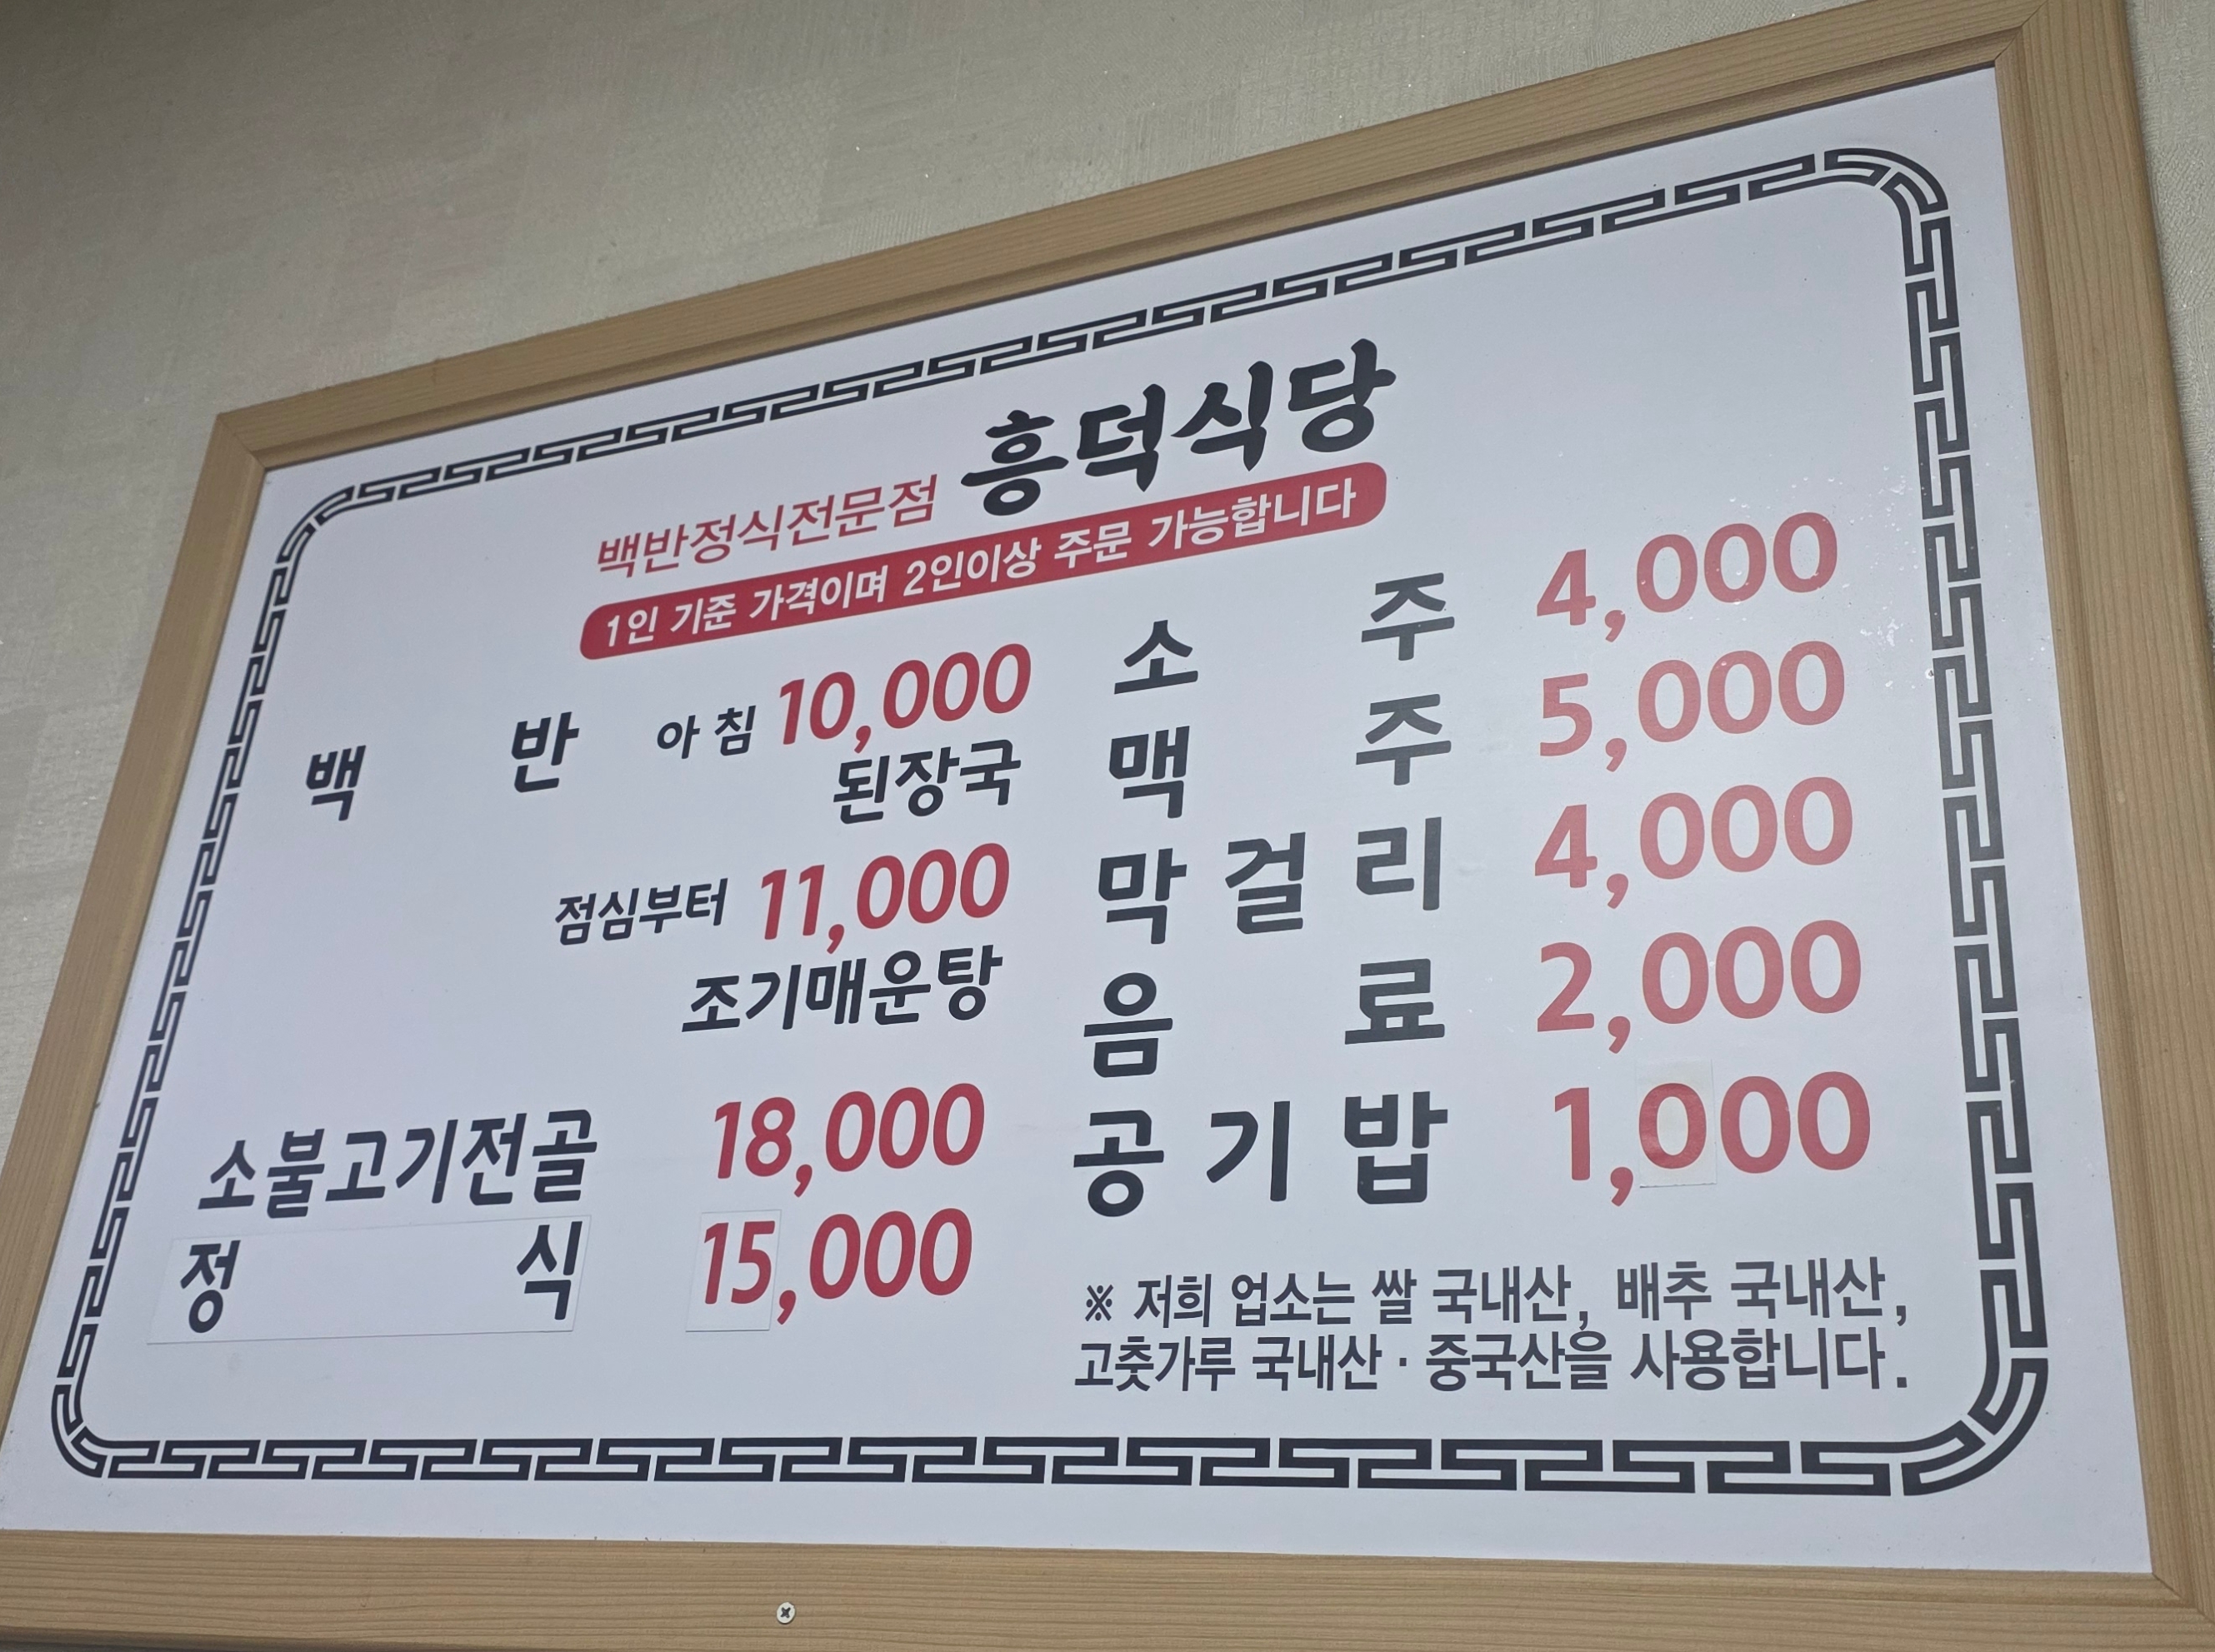 백반정식전문점 흥덕식당
1인 기준 가격이며 2인이상 주문 가능합니다
백 반 아침 10,000
된장국
점심부터 11,000
조기매운탕
소불고기전골 18,000
정 식 15,000
소 주 4,000
맥 주 5,000
막걸리 4,000
음 료 2,000
공기밥 1,000
※ 저희 업소는 쌀 국내산, 배추 국내산,
고춧가루 국내산·중국산을 사용합니다.